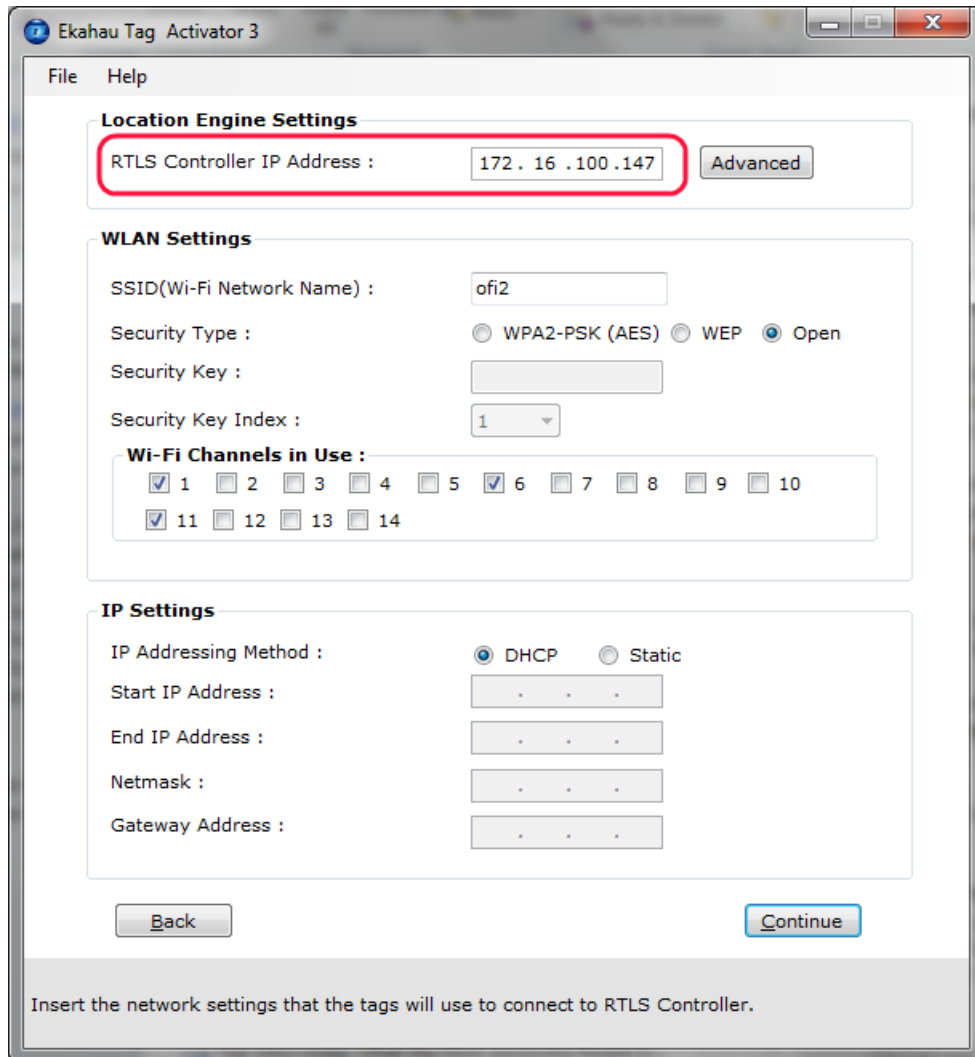 Ekahau Tag Activator 3
File Help
Location Engine Settings
RTLS Controller IP Address : 172 . 16 .100 .147 Advanced
WLAN Settings
SSID(Wi-Fi Network Name) : ofi2
Security Type : WPA2-PSK (AES) WEP Open
Security Key :
Security Key Index : 1
Wi-Fi Channels in Use :
1 2 3 4 5 6 7 8 9 10
11 12 13 14
IP Settings
IP Addressing Method : DHCP Static
Start IP Address : . . .
End IP Address : . . .
Netmask : . . .
Gateway Address : . . .
Back Continue
Insert the network settings that the tags will use to connect to RTLS Controller.